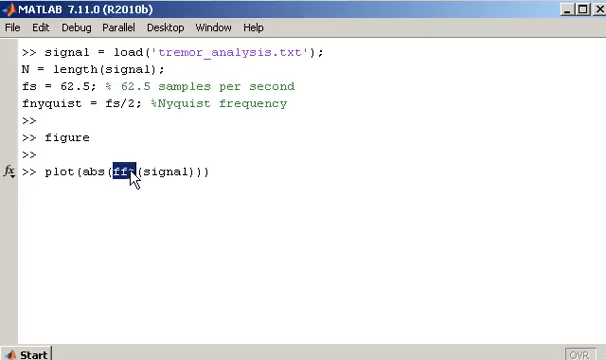 MATLAB 7.11.0 (R2010b)
File Edit Debug Parallel Desktop Window Help
>> signal = load('tremor_analysis.txt');
N = length(signal);
fs = 62.5; % 62.5 samples per second
fnyquist = fs/2; %Nyquist frequency
>>
>> figure
>>
fx >> plot(abs(fft(signal)))
Start OVR